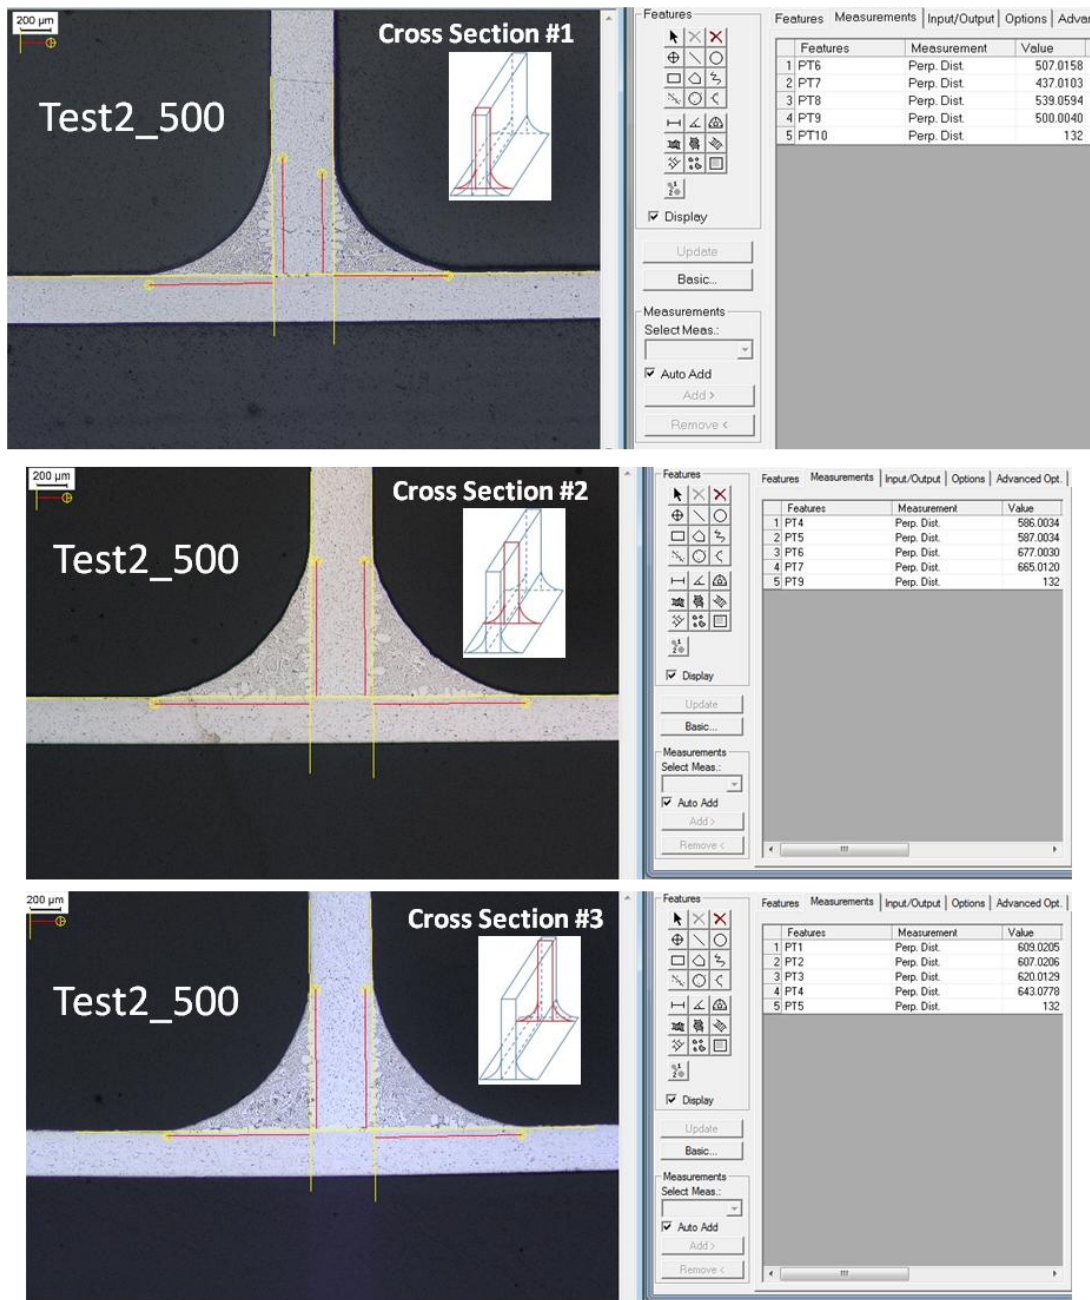 200 µm
Cross Section #1
Test2_500
Features
Display
Update
Basic...
Measurements
Select Meas.:
Auto Add
Add >
Remove <
Features Measurements Input/Output Options Adva
Features Measurement Value
1 PT6 Perp. Dist. 507.0158
2 PT7 Perp. Dist. 437.0103
3 PT8 Perp. Dist. 539.0594
4 PT9 Perp. Dist. 500.0040
5 PT10 Perp. Dist. 132
200 µm
Cross Section #2
Test2_500
Features
Display
Update
Basic...
Measurements
Select Meas.:
Auto Add
Add >
Remove <
Features Measurements Input/Output Options Advanced Opt.
Features Measurement Value
1 PT4 Perp. Dist. 586.0034
2 PT5 Perp. Dist. 587.0034
3 PT6 Perp. Dist. 677.0030
4 PT7 Perp. Dist. 665.0120
5 PT9 Perp. Dist. 132
200 µm
Cross Section #3
Test2_500
Features
Display
Update
Basic...
Measurements
Select Meas.:
Auto Add
Add >
Remove <
Features Measurements Input/Output Options Advanced Opt.
Features Measurement Value
1 PT1 Perp. Dist. 609.0205
2 PT2 Perp. Dist. 607.0206
3 PT3 Perp. Dist. 620.0129
4 PT4 Perp. Dist. 643.0778
5 PT5 Perp. Dist. 132